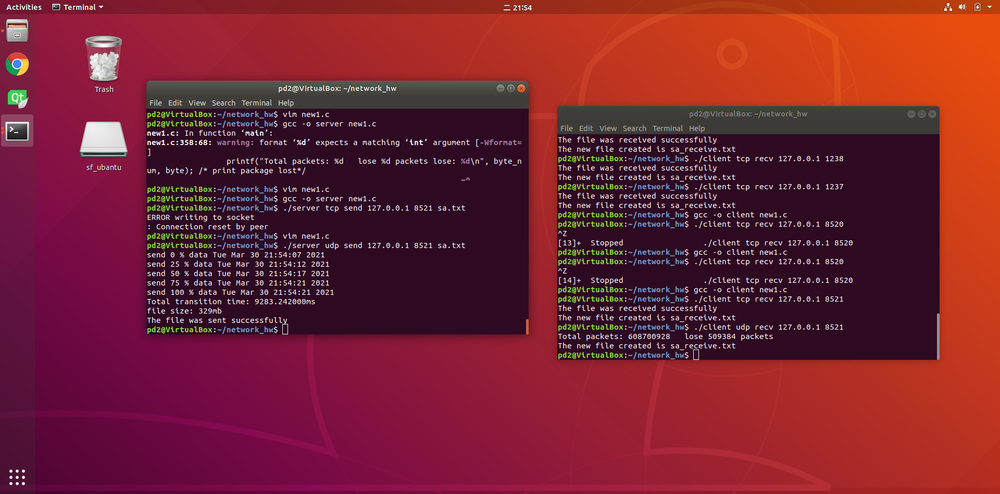 Activities
Terminal
二 21:54
Trash
sf_ubantu
pd2@VirtualBox: ~/network_hw
File Edit View Search Terminal Help
pd2@VirtualBox:~/network_hw$ vim new1.c
pd2@VirtualBox:~/network_hw$ gcc -o server new1.c
new1.c: In function ‘main’:
new1.c:358:68: warning: format ‘%d’ expects a matching ‘int’ argument [-Wformat=
]
                 printf("Total packets: %d   lose %d packets lose: %d\n", byte_n
um, byte); /* print package lost*/
                                                                   ~^
pd2@VirtualBox:~/network_hw$ vim new1.c
pd2@VirtualBox:~/network_hw$ gcc -o server new1.c
pd2@VirtualBox:~/network_hw$ ./server tcp send 127.0.0.1 8521 sa.txt
ERROR writing to socket
: Connection reset by peer
pd2@VirtualBox:~/network_hw$ vim new1.c
pd2@VirtualBox:~/network_hw$ ./server udp send 127.0.0.1 8521 sa.txt
send 0 % data Tue Mar 30 21:54:07 2021
send 25 % data Tue Mar 30 21:54:12 2021
send 50 % data Tue Mar 30 21:54:17 2021
send 75 % data Tue Mar 30 21:54:21 2021
send 100 % data Tue Mar 30 21:54:21 2021
Total transition time: 9283.242000ms
file size: 329mb
The file was sent successfully
pd2@VirtualBox:~/network_hw$
pd2@VirtualBox: ~/network_hw
File Edit View Search Terminal Help
The file was received successfully
The new file created is sa_receive.txt
pd2@VirtualBox:~/network_hw$ ./client tcp recv 127.0.0.1 1238
The file was received successfully
The new file created is sa_receive.txt
pd2@VirtualBox:~/network_hw$ ./client tcp recv 127.0.0.1 1237
The file was received successfully
The new file created is sa_receive.txt
pd2@VirtualBox:~/network_hw$ gcc -o client new1.c
pd2@VirtualBox:~/network_hw$ ./client tcp recv 127.0.0.1 8520
^Z
[13]+  Stopped                 ./client tcp recv 127.0.0.1 8520
pd2@VirtualBox:~/network_hw$ gcc -o client new1.c
pd2@VirtualBox:~/network_hw$ ./client tcp recv 127.0.0.1 8520
^Z
[14]+  Stopped                 ./client tcp recv 127.0.0.1 8520
pd2@VirtualBox:~/network_hw$ gcc -o client new1.c
pd2@VirtualBox:~/network_hw$ ./client tcp recv 127.0.0.1 8521
The file was received successfully
The new file created is sa_receive.txt
pd2@VirtualBox:~/network_hw$ ./client udp recv 127.0.0.1 8521
Total packets: 608700928   lose 509384 packets
The new file created is sa_receive.txt
pd2@VirtualBox:~/network_hw$
Qt